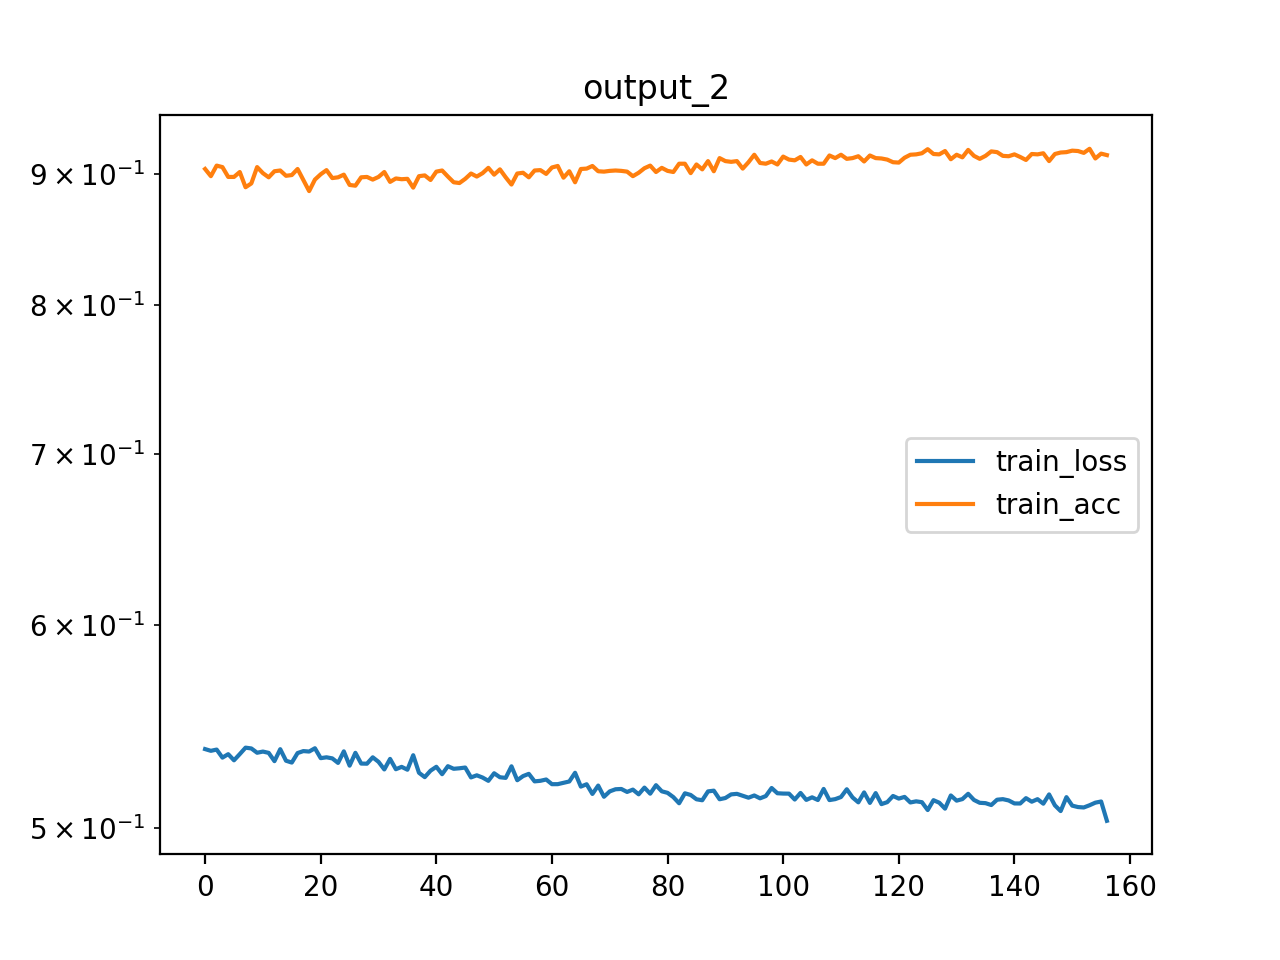 output_2
9 × 10⁻¹
8 × 10⁻¹
7 × 10⁻¹
6 × 10⁻¹
5 × 10⁻¹
train_loss
train_acc
0 20 40 60 80 100 120 140 160